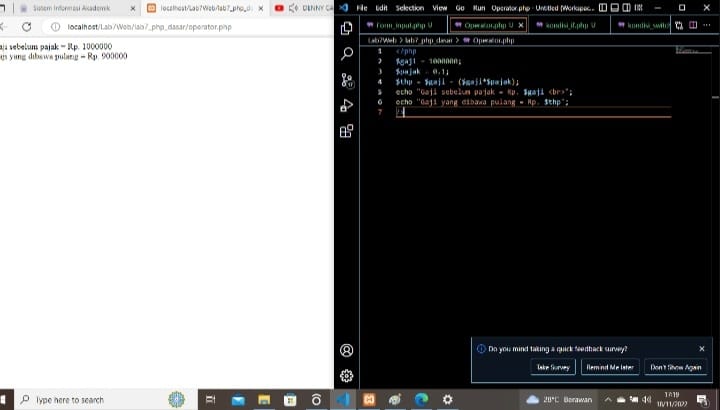 Sistem Informasi Akademik
localhost/Lab7Web/lab7_php_d
DENNY CA
localhost/Lab7Web/lab7_php_dasar/operator.php
aji sebelum pajak = Rp. 1000000
aji yang dibawa pulang = Rp. 900000
File Edit Selection View Go Run Operator.php - Untitled (Workspac...
form_input.php U
Operator.php U
kondisi_if.php U
kondisi_switc
Lab7Web > lab7_php_dasar > Operator.php
1 <?php
2 $gaji = 1000000;
3 $pajak = 0.1;
4 $thp = $gaji - ($gaji*$pajak);
5 echo "Gaji sebelum pajak = Rp. $gaji <br>";
6 echo "Gaji yang dibawa pulang = Rp. $thp";
7 ?>
17
Do you mind taking a quick feedback survey?
Take Survey
Remind Me later
Don't Show Again
Type here to search
28°C Berawan
17:19
10/11/2022